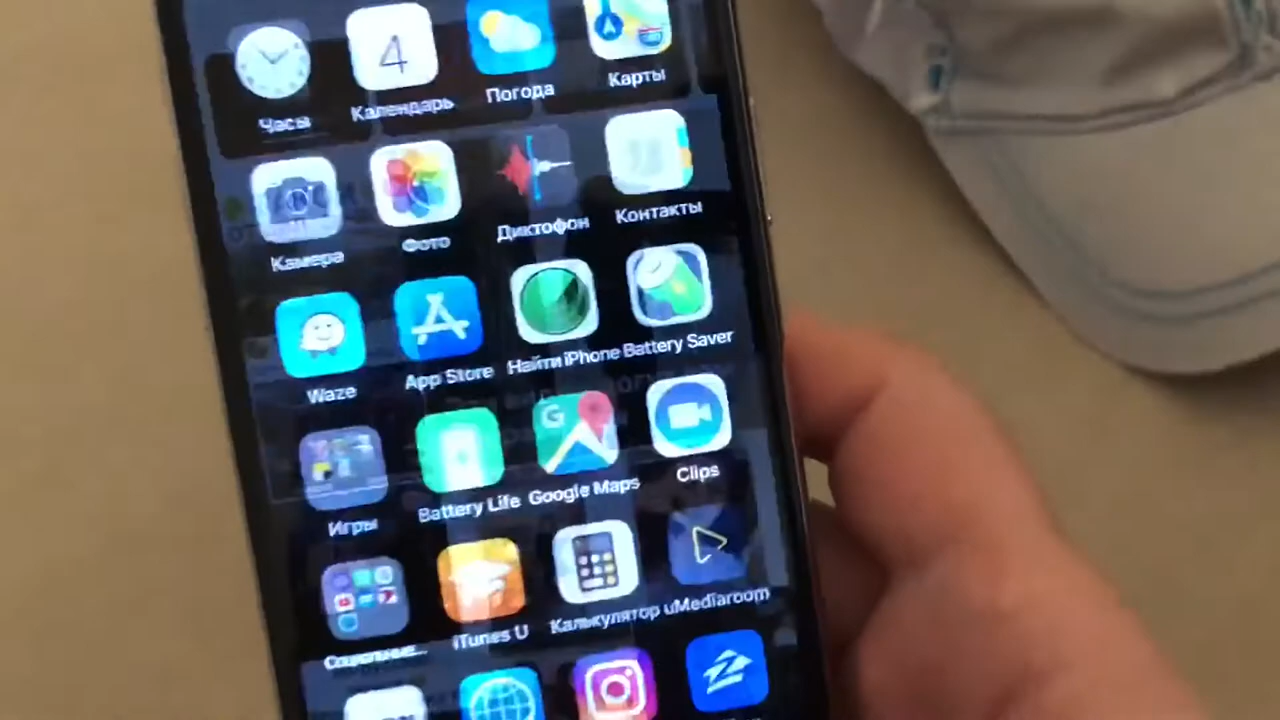 4
Часы Календарь Погода Карты
Камера Фото Диктофон Контакты
Waze App Store Найти iPhone Battery Saver
G
Игры Battery Life Google Maps Clips
Социальные... iTunes U Калькулятор uMediaroom